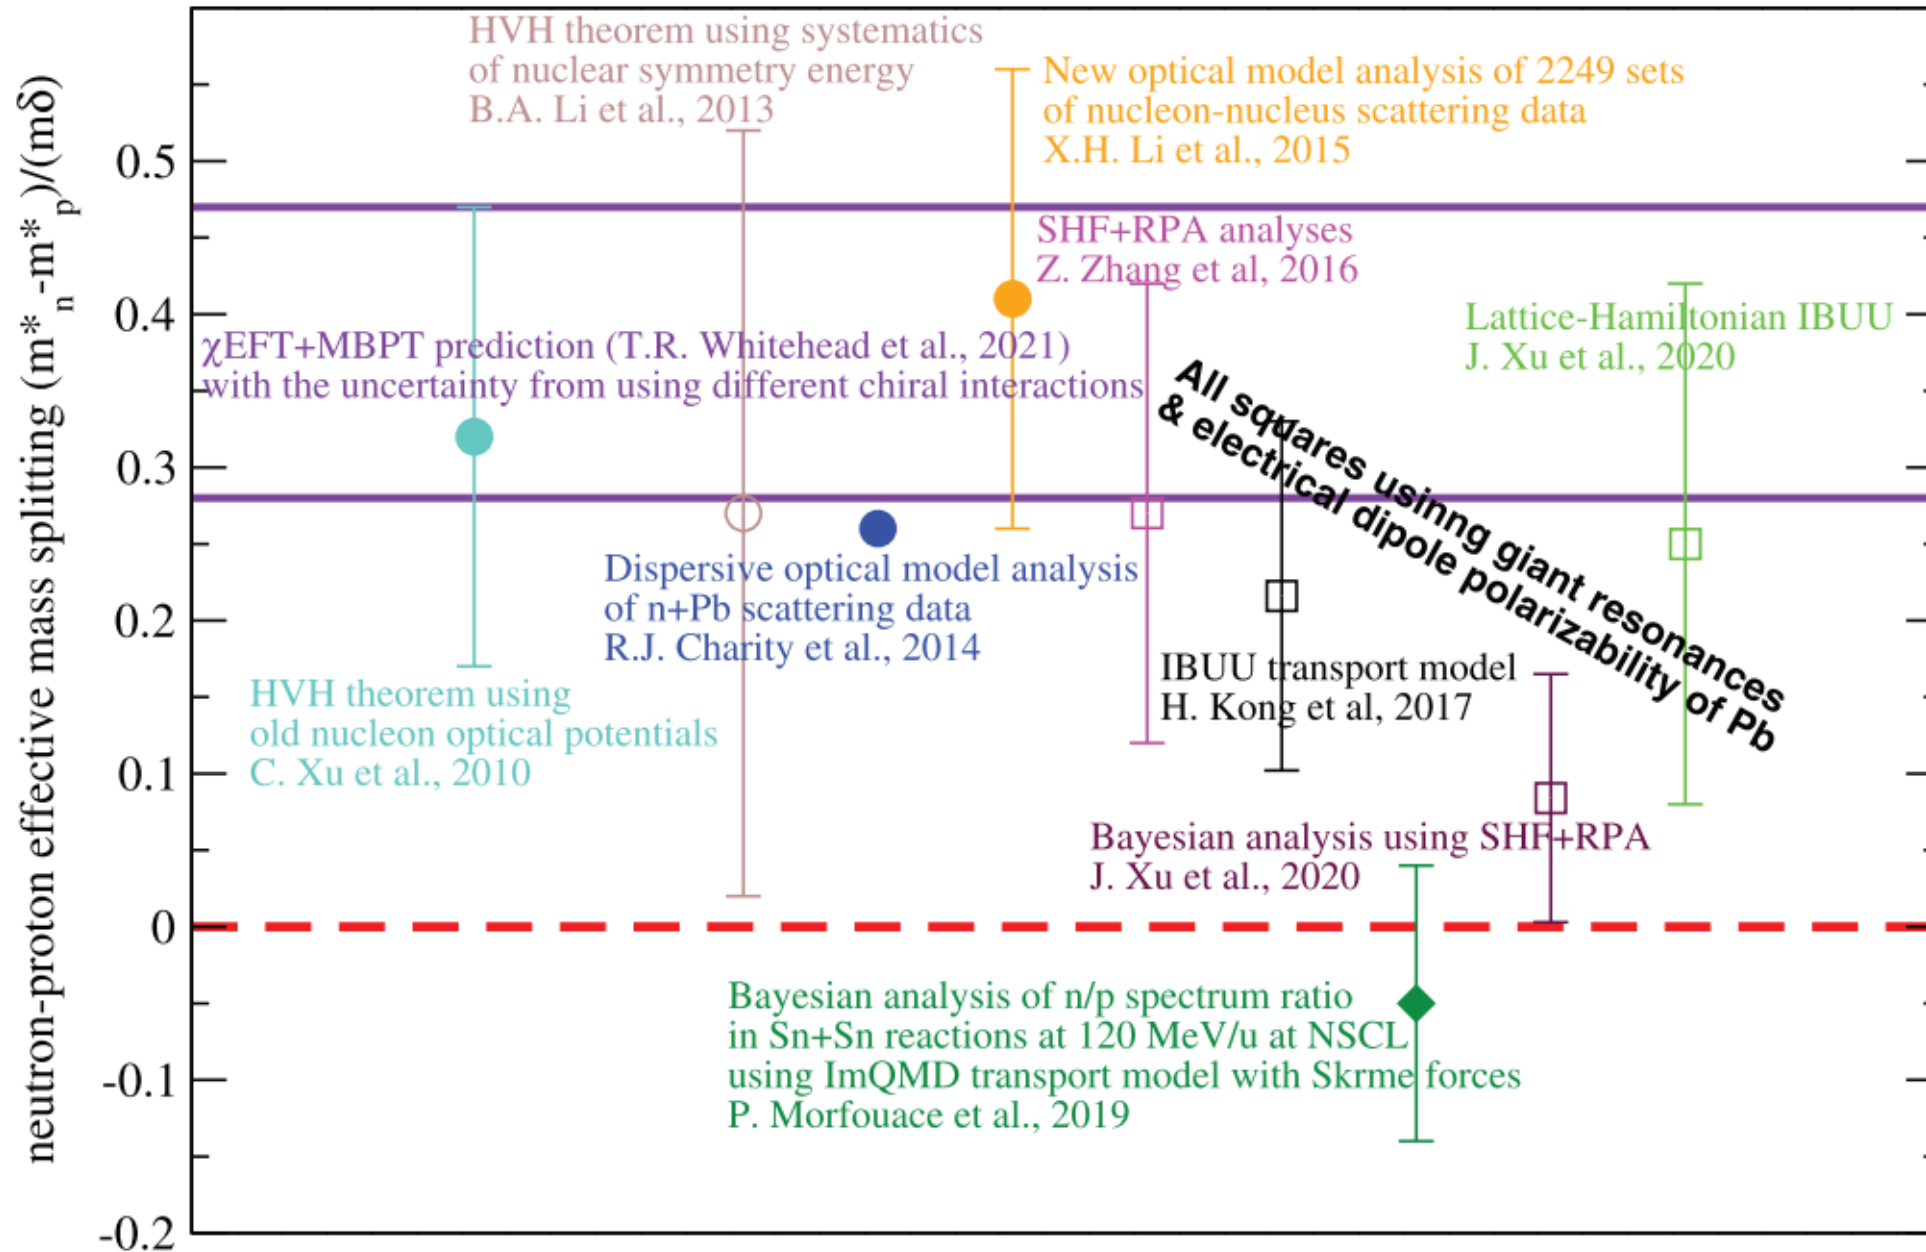 neutron-proton effective mass splitting (m*n-m*p)/(mδ)
0.5
0.4
0.3
0.2
0.1
0
-0.1
-0.2
HVH theorem using systematics
of nuclear symmetry energy
B.A. Li et al., 2013
New optical model analysis of 2249 sets
of nucleon-nucleus scattering data
X.H. Li et al., 2015
SHF+RPA analyses
Z. Zhang et al, 2016
Lattice-Hamiltonian IBUU
J. Xu et al., 2020
χEFT+MBPT prediction (T.R. Whitehead et al., 2021)
with the uncertainty from using different chiral interactions
All squares usinng giant resonances
& electrical dipole polarizability of Pb
Dispersive optical model analysis
of n+Pb scattering data
R.J. Charity et al., 2014
IBUU transport model
H. Kong et al, 2017
HVH theorem using
old nucleon optical potentials
C. Xu et al., 2010
Bayesian analysis using SHF+RPA
J. Xu et al., 2020
Bayesian analysis of n/p spectrum ratio
in Sn+Sn reactions at 120 MeV/u at NSCL
using ImQMD transport model with Skrme forces
P. Morfouace et al., 2019